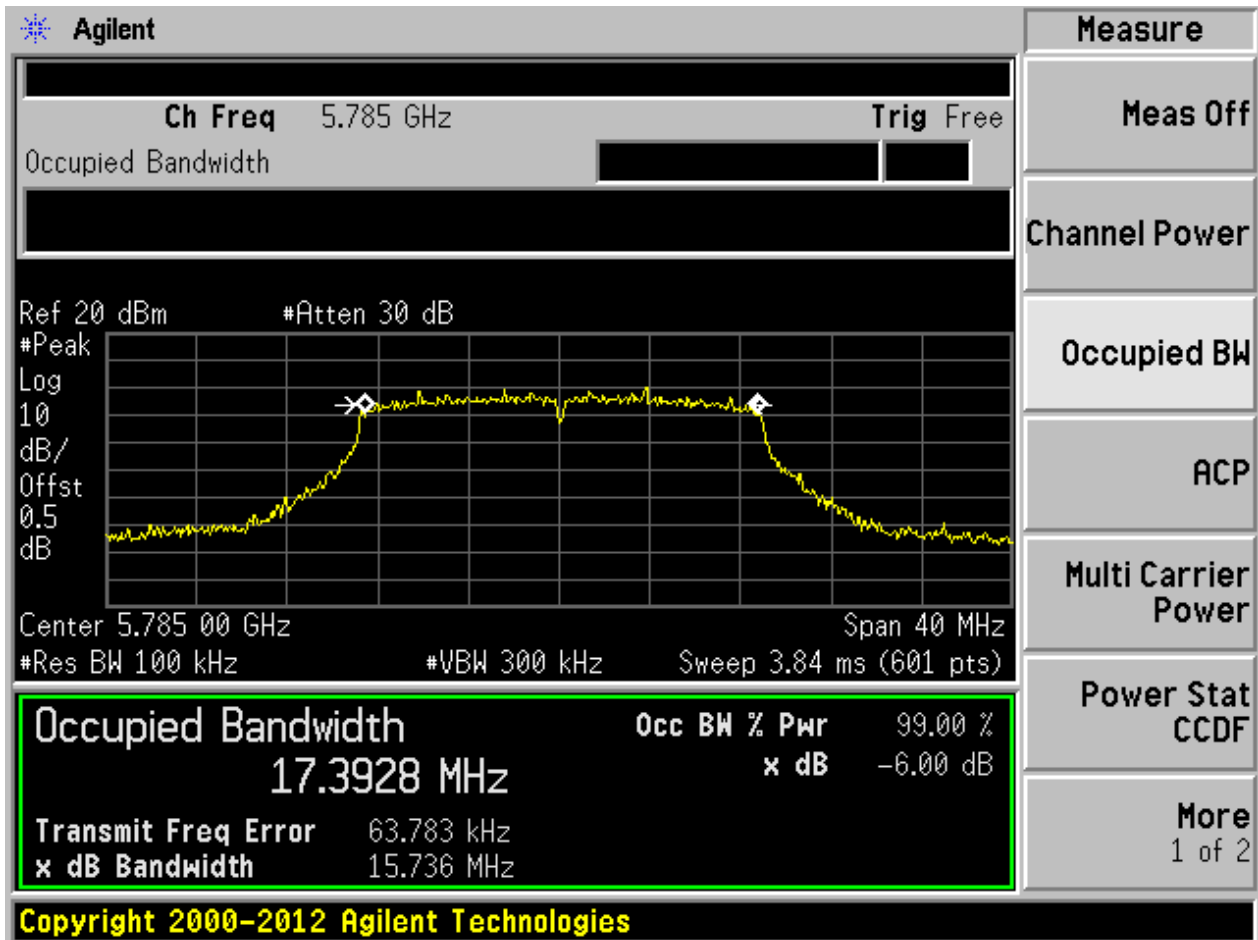 Agilent
Measure
Ch Freq 5.785 GHz Trig Free
Occupied Bandwidth
Meas Off
Channel Power
Occupied BW
ACP
Multi Carrier
Power
Power Stat
CCDF
More
1 of 2
Ref 20 dBm #Atten 30 dB
#Peak
Log
10
dB/
Offst
0.5
dB
Center 5.785 00 GHz Span 40 MHz
#Res BW 100 kHz #VBW 300 kHz Sweep 3.84 ms (601 pts)
Occupied Bandwidth Occ BW % Pwr 99.00 %
17.3928 MHz x dB -6.00 dB
Transmit Freq Error 63.783 kHz
x dB Bandwidth 15.736 MHz
Copyright 2000-2012 Agilent Technologies